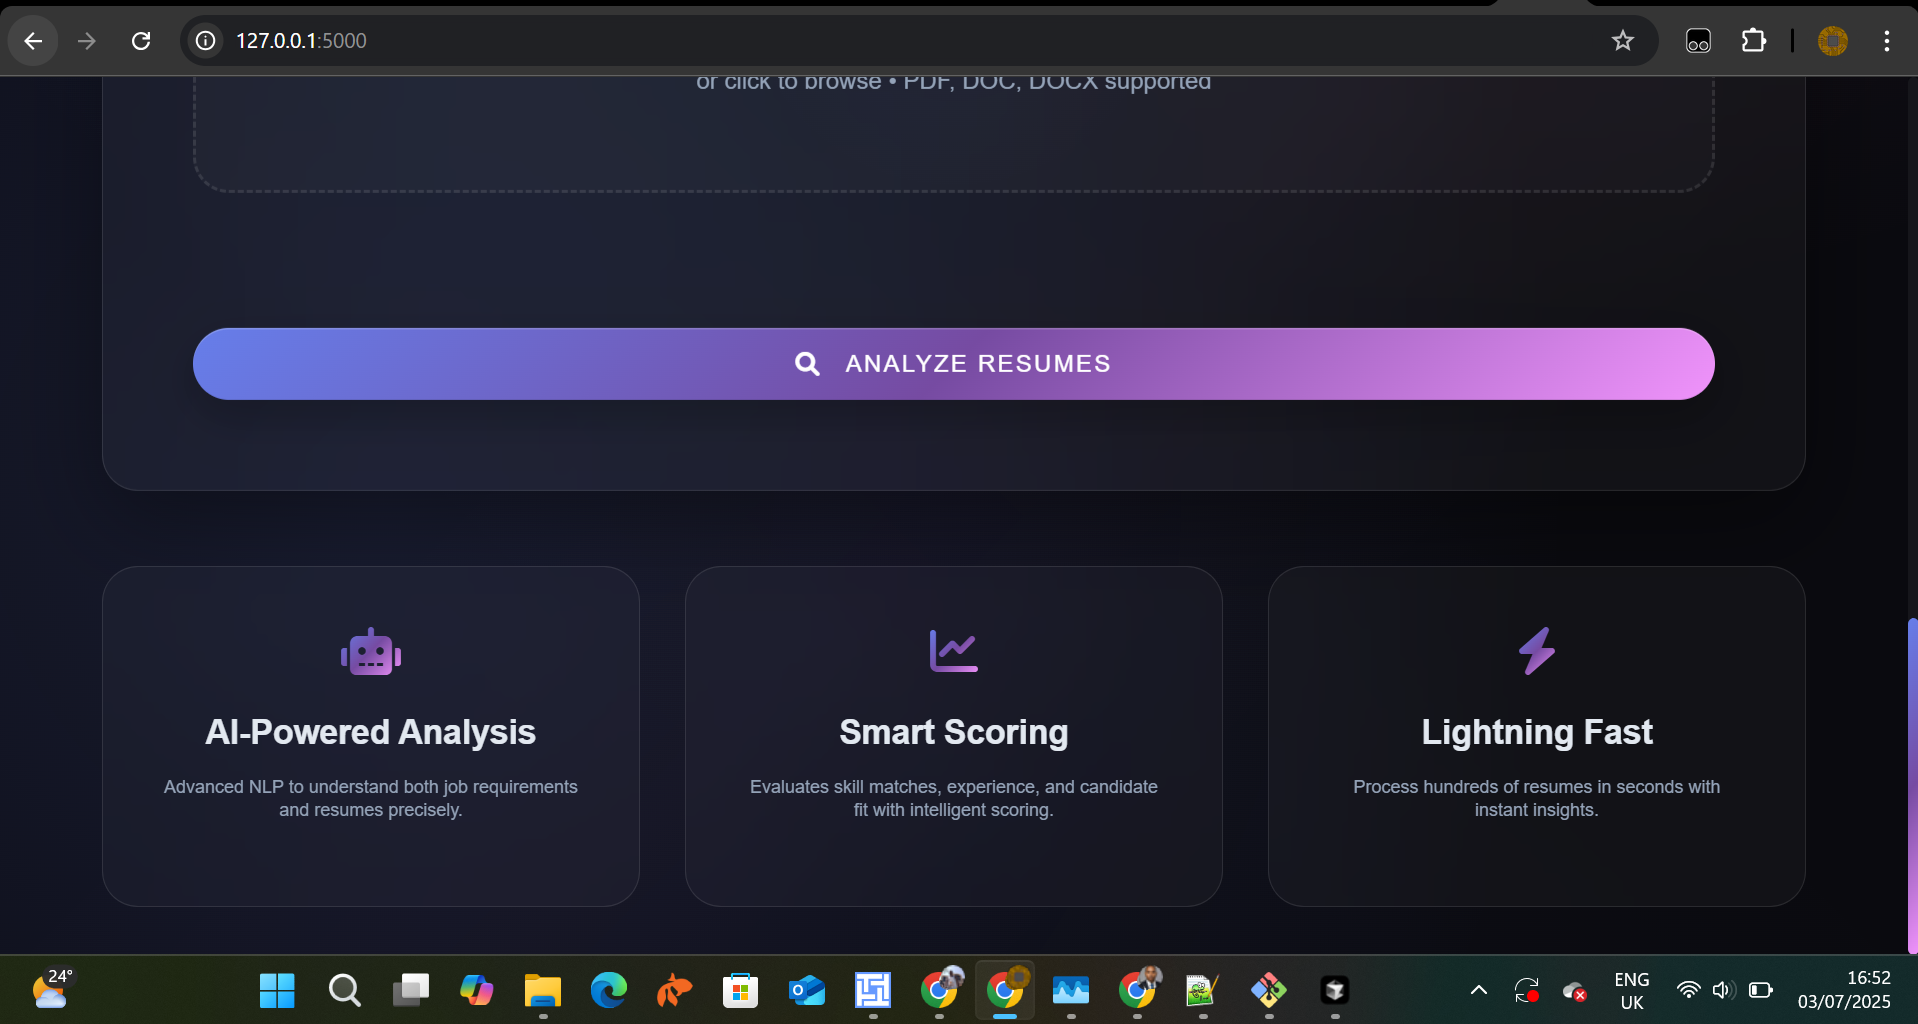 127.0.0.1:5000
or click to browse • PDF, DOC, DOCX supported
ANALYZE RESUMES
AI-Powered Analysis
Advanced NLP to understand both job requirements
and resumes precisely.
Smart Scoring
Evaluates skill matches, experience, and candidate
fit with intelligent scoring.
Lightning Fast
Process hundreds of resumes in seconds with
instant insights.
24°
ENG
UK
16:52
03/07/2025